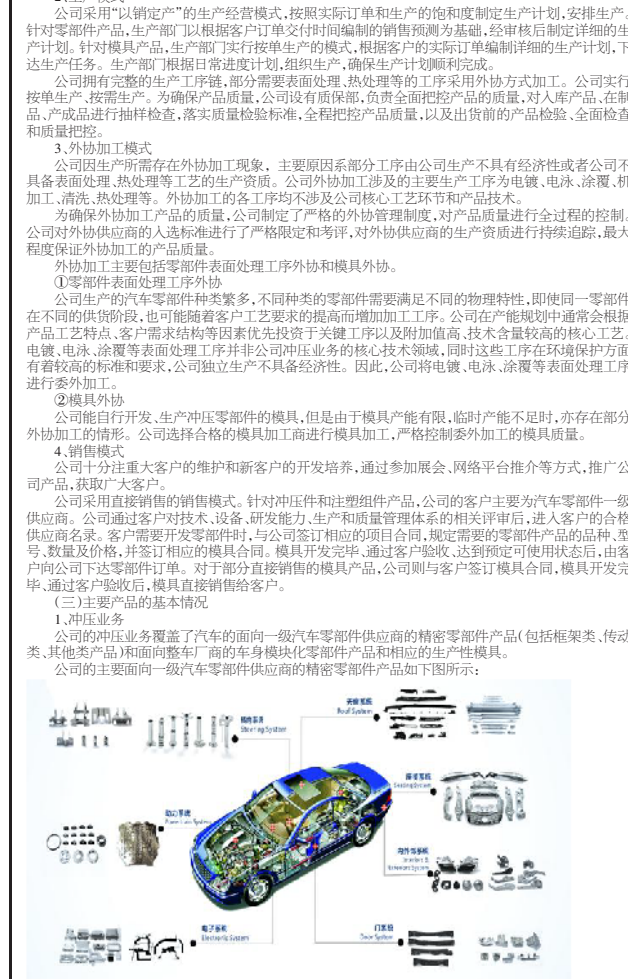 公司采用“以销定产”的生产经营模式,按照实际订单和生产的饱和度制定生产计划,安排生产。
针对零部件产品,生产部门以根据客户订单交付时间编制的销售预测为基础,经审核后制定详细的生
产计划。针对模具产品,生产部门实行按单生产的模式,根据客户的实际订单编制详细的生产计划,下
达生产任务。生产部门根据日常进度计划,组织生产,确保生产计划顺利完成。
公司拥有完整的生产工序链,部分需要表面处理、热处理等的工序采用外协方式加工。公司实行
按单生产、按需生产。为确保产品质量,公司设有质保部,负责全面把控产品的质量,对入库产品、在制
品、产成品进行抽样检查,落实质量检验标准,全程把控产品质量,以及出货前的产品检验、全面检查
和质量把控。
3、外协加工模式
公司因生产所需存在外协加工现象，主要原因系部分工序由公司生产不具有经济性或者公司不
具备表面处理、热处理等工艺的生产资质。公司外协加工涉及的主要生产工序为电镀、电泳、涂覆、机
加工、清洗、热处理等。外协加工的各工序均不涉及公司核心工艺环节和产品技术。
为确保外协加工产品的质量,公司制定了严格的外协管理制度,对产品质量进行全过程的控制。
公司对外协供应商的入选标准进行了严格限定和考评,对外协供应商的生产资质进行持续追踪,最大
程度保证外协加工的产品质量。
外协加工主要包括零部件表面处理工序外协和模具外协。
①零部件表面处理工序外协
公司生产的汽车零部件种类繁多,不同种类的零部件需要满足不同的物理特性,即使同一零部件
在不同的供货阶段,也可能随着客户工艺要求的提高而增加加工工序。公司在产能规划中通常会根据
产品工艺特点、客户需求结构等因素优先投资于关键工序以及附加值高、技术含量较高的核心工艺。
电镀、电泳、涂覆等表面处理工序并非公司冲压业务的核心技术领域,同时这些工序在环境保护方面
有着较高的标准和要求,公司独立生产不具备经济性。因此,公司将电镀、电泳、涂覆等表面处理工序
进行委外加工。
②模具外协
公司能自行开发、生产冲压零部件的模具,但是由于模具产能有限,临时产能不足时,亦存在部分
外协加工的情形。公司选择合格的模具加工商进行模具加工,严格控制委外加工的模具质量。
4、销售模式
公司十分注重大客户的维护和新客户的开发培养,通过参加展会、网络平台推介等方式,推广公
司产品,获取广大客户。
公司采用直接销售的销售模式。针对冲压件和注塑组件产品,公司的客户主要为汽车零部件一级
供应商。公司通过客户对技术、设备、研发能力、生产和质量管理体系的相关评审后,进入客户的合格
供应商名录。客户需要开发零部件时,与公司签订相应的项目合同,规定需要的零部件产品的品种、型
号、数量及价格,并签订相应的模具合同。模具开发完毕、通过客户验收、达到预定可使用状态后,由客
户向公司下达零部件订单。对于部分直接销售的模具产品,公司则与客户签订模具合同,模具开发完
毕、通过客户验收后,模具直接销售给客户。
(三)主要产品的基本情况
1、冲压业务
公司的冲压业务覆盖了汽车的面向一级汽车零部件供应商的精密零部件产品(包括框架类、传动
类、其他类产品)和面向整车厂商的车身模块化零部件产品和相应的生产性模具。
公司的主要面向一级汽车零部件供应商的精密零部件产品如下图所示:
天窗系统
Roof System
转向系统
Steering System
座椅系统
Seating System
动力系统
Powertrain System
内外饰系统
Interior &
电子系统
Electronic System
门系统
Door System